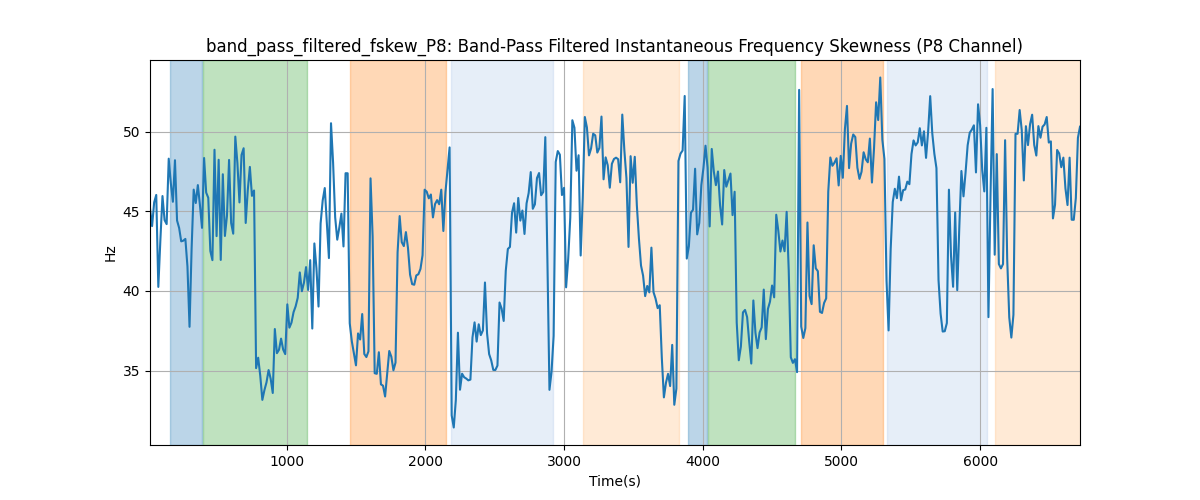 band_pass_filtered_fskew_P8: Band-Pass Filtered Instantaneous Frequency Skewness (P8 Channel)
50
45
40
35
Hz
1000 2000 3000 4000 5000 6000
Time(s)